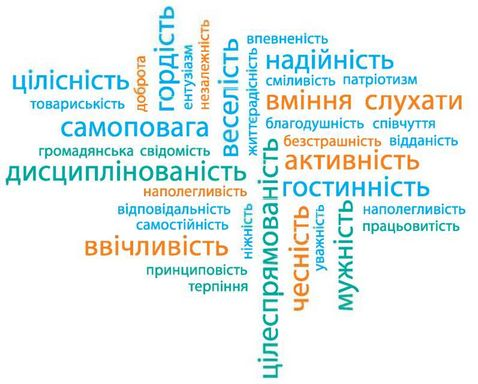 впевненість
надійність
сміливість патріотизм
вміння слухати
благодушність співчуття
безстрашність відданість
активність
гостинність
наполегливість
працьовитість
цілісність
товариськість
доброта
гордість
ентузіазм
незалежність
веселість
життєрадісність
самоповага
громадянська свідомість
дисциплінованість
наполегливість
відповідальність
самостійність
ввічливість
принциповість
терпіння
ніжність
цілеспрямованість
чесність
уважність
мужність